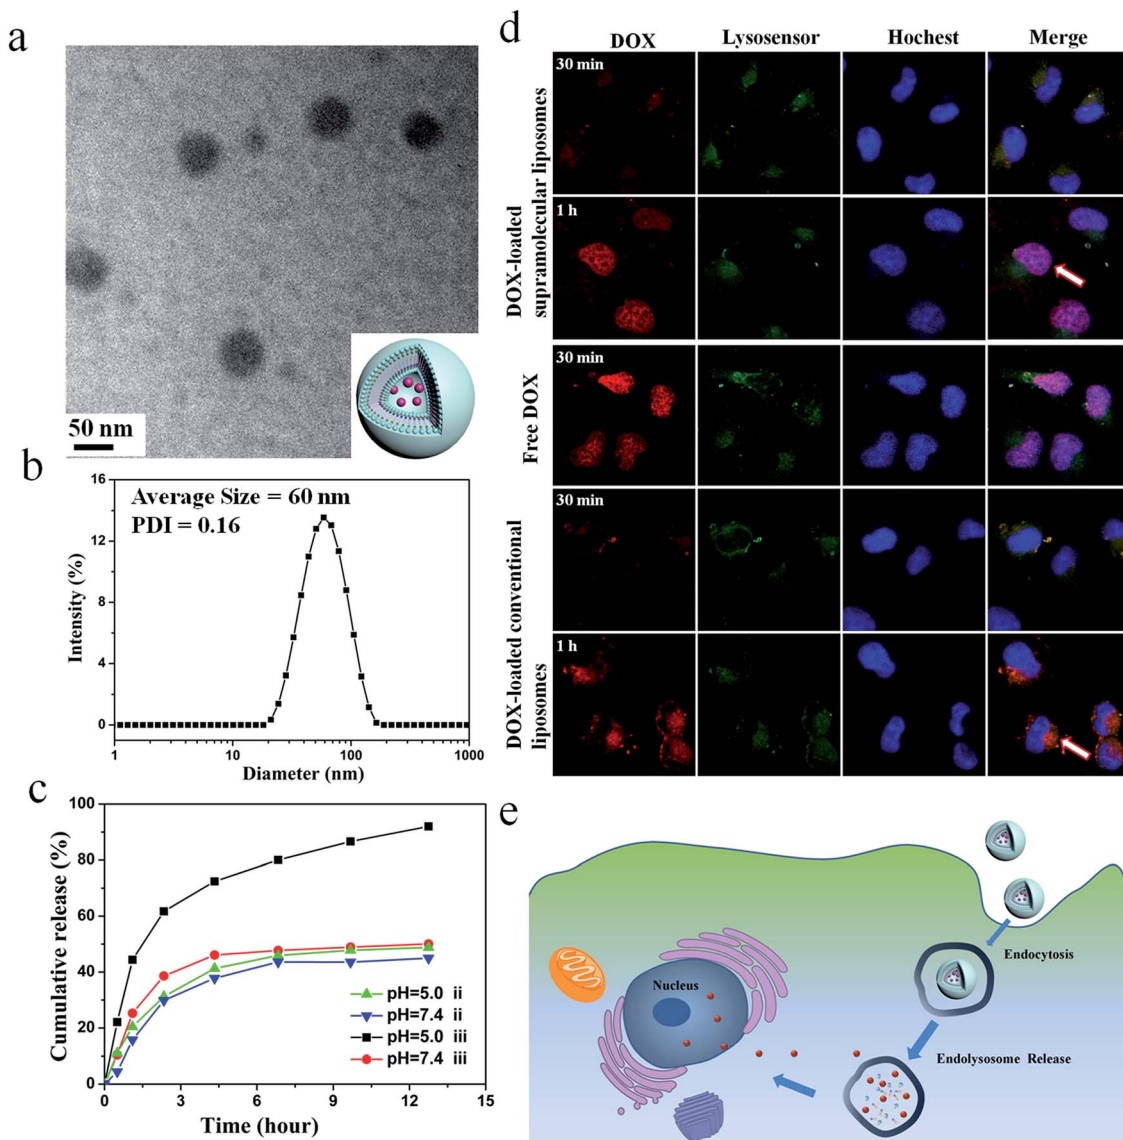 a
50 nm
b
Average Size = 60 nm
PDI = 0.16
Intensity (%)
16
12
8
4
0
1
10
100
1000
Diameter (nm)
c
Cumulative release (%)
100
80
60
40
20
0
pH=5.0 ii
pH=7.4 ii
pH=5.0 iii
pH=7.4 iii
0
3
6
9
12
15
Time (hour)
d
DOX
Lysosensor
Hochest
Merge
DOX-loaded
supramolecular liposomes
30 min
1 h
Free DOX
30 min
DOX-loaded conventional
liposomes
30 min
1 h
e
Endocytosis
Nucleus
Endolysosome Release